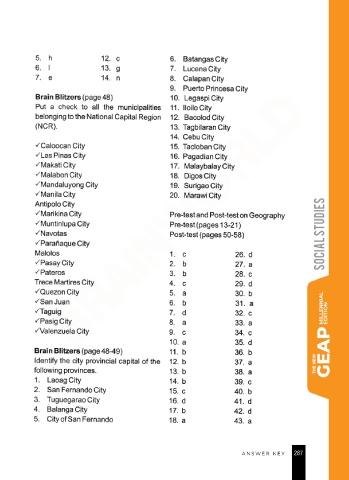 5. h 12. c
6. l 13. g
7. e 14. n
Brain Blitzers (page 48)
Put a check to all the municipalities
belonging to the National Capital Region
(NCR).
✓Caloocan City
✓Las Pinas City
✓Makati City
✓Malabon City
✓Mandaluyong City
✓Manila City
Antipolo City
✓Marikina City
✓Muntinlupa City
✓Navotas
✓Parañaque City
Malolos
✓Pasay City
✓Pateros
Trece Martires City
✓Quezon City
✓San Juan
✓Taguig
✓Pasig City
✓Valenzuela City
Brain Blitzers (page 48-49)
Identify the city provincial capital of the
following provinces.
1. Laoag City
2. San Fernando City
3. Tuguegarao City
4. Balanga City
5. City of San Fernando
6. Batangas City
7. Lucena City
8. Calapan City
9. Puerto Princesa City
10. Legaspi City
11. Iloilo City
12. Bacolod City
13. Tagbilaran City
14. Cebu City
15. Tacloban City
16. Pagadian City
17. Malaybalay City
18. Digos City
19. Surigao City
20. Marawi City
Pre-test and Post-test on Geography
Pre-test (pages 13-21)
Post-test (pages 50-58)
1. c 26. d
2. b 27. a
3. b 28. c
4. c 29. d
5. a 30. b
6. b 31. a
7. d 32. c
8. a 33. a
9. c 34. c
10. a 35. d
11. b 36. b
12. b 37. a
13. b 38. a
14. b 39. c
15. c 40. b
16. d 41. d
17. b 42. d
18. a 43. a
SOCIAL STUDIES
THE NEW
GEAP MILLENNIAL
EDITION
ANSWER KEY 287